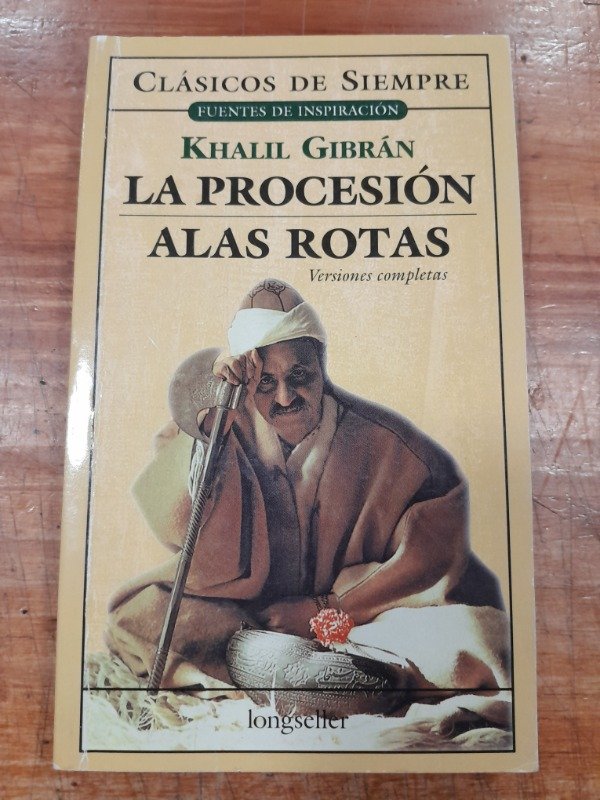 CLÁSICOS DE SIEMPRE
FUENTES DE INSPIRACIÓN
KHALIL GIBRÁN
LA PROCESIÓN
ALAS ROTAS
Versiones completas
longseller